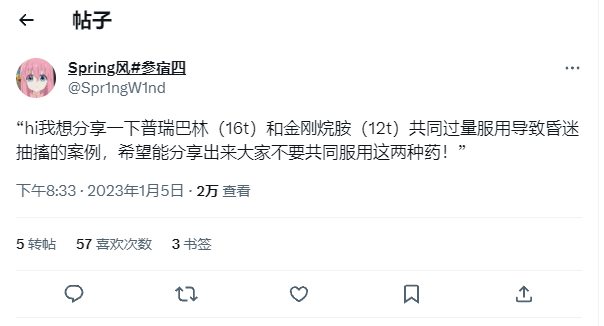 帖子
Spring风#参宿四
@Spr1ngW1nd
“hi我想分享一下普瑞巴林（16t）和金刚烷胺（12t）共同过量服用导致昏迷
抽搐的案例，希望能分享出来大家不要共同服用这两种药！”
下午8:33 · 2023年1月5日 · 2万 查看
5 转帖 57 喜欢次数 3 书签